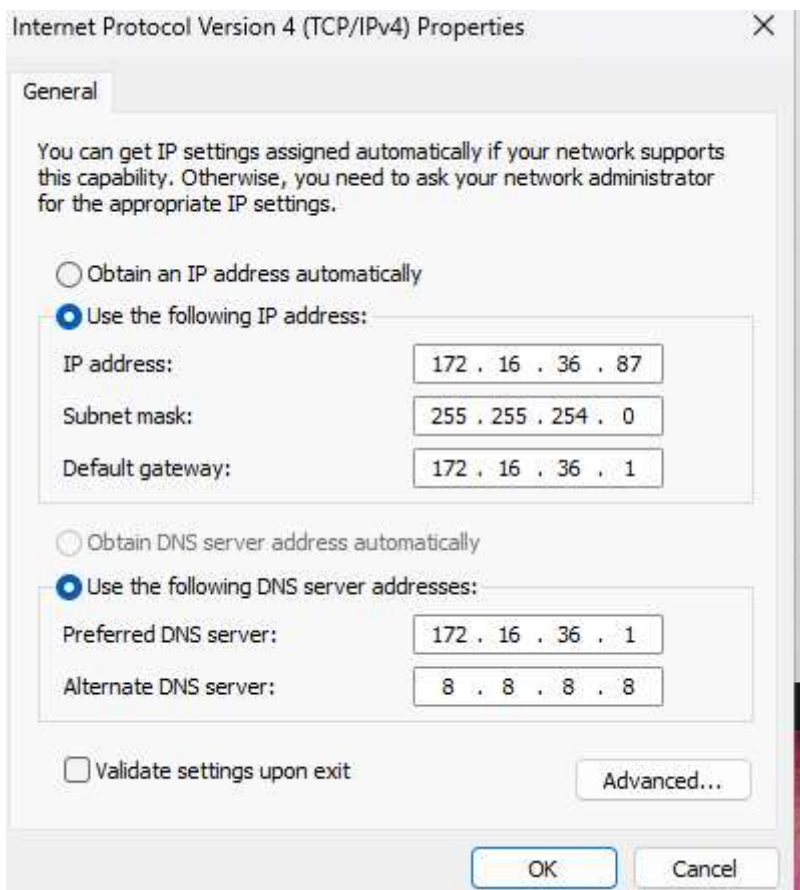 Internet Protocol Version 4 (TCP/IPv4) Properties
General
You can get IP settings assigned automatically if your network supports
this capability. Otherwise, you need to ask your network administrator
for the appropriate IP settings.
Obtain an IP address automatically
Use the following IP address:
IP address: 172 . 16 . 36 . 87
Subnet mask: 255 . 255 . 254 . 0
Default gateway: 172 . 16 . 36 . 1
Obtain DNS server address automatically
Use the following DNS server addresses:
Preferred DNS server: 172 . 16 . 36 . 1
Alternate DNS server: 8 . 8 . 8 . 8
Validate settings upon exit
Advanced...
OK Cancel